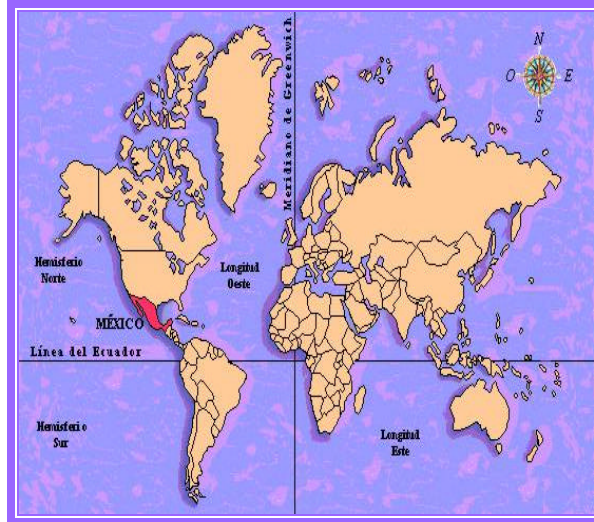 N
O
E
S
Meridiano de Greenwich
Hemisferio
Norte
Longitud
Oeste
MÉXICO
Línea del Ecuador
Hemisferio
Sur
Longitud
Este